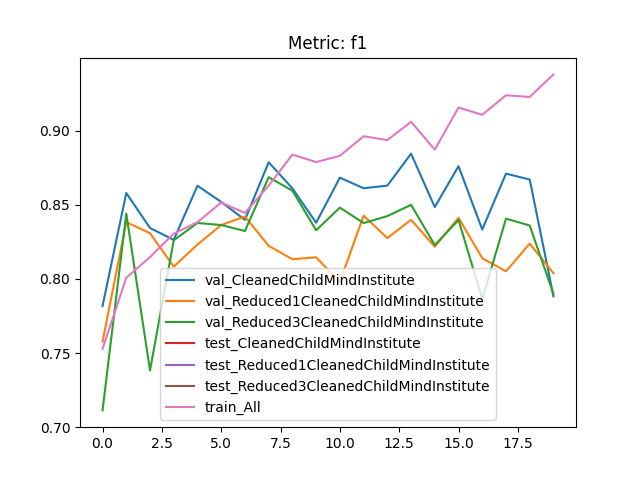 Metric: f1
0.90
0.85
0.80
0.75
0.70
val_CleanedChildMindInstitute
val_Reduced1CleanedChildMindInstitute
val_Reduced3CleanedChildMindInstitute
test_CleanedChildMindInstitute
test_Reduced1CleanedChildMindInstitute
test_Reduced3CleanedChildMindInstitute
train_All
0.0 2.5 5.0 7.5 10.0 12.5 15.0 17.5